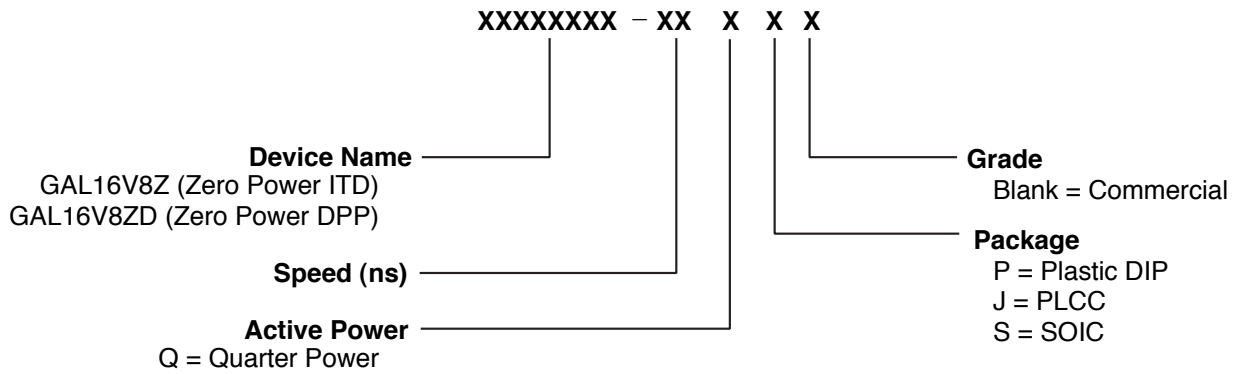 XXXXXXXX – XX X X X
Device Name
GAL16V8Z (Zero Power ITD)
GAL16V8ZD (Zero Power DPP)
Speed (ns)
Active Power
Q = Quarter Power
Grade
Blank = Commercial
Package
P = Plastic DIP
J = PLCC
S = SOIC